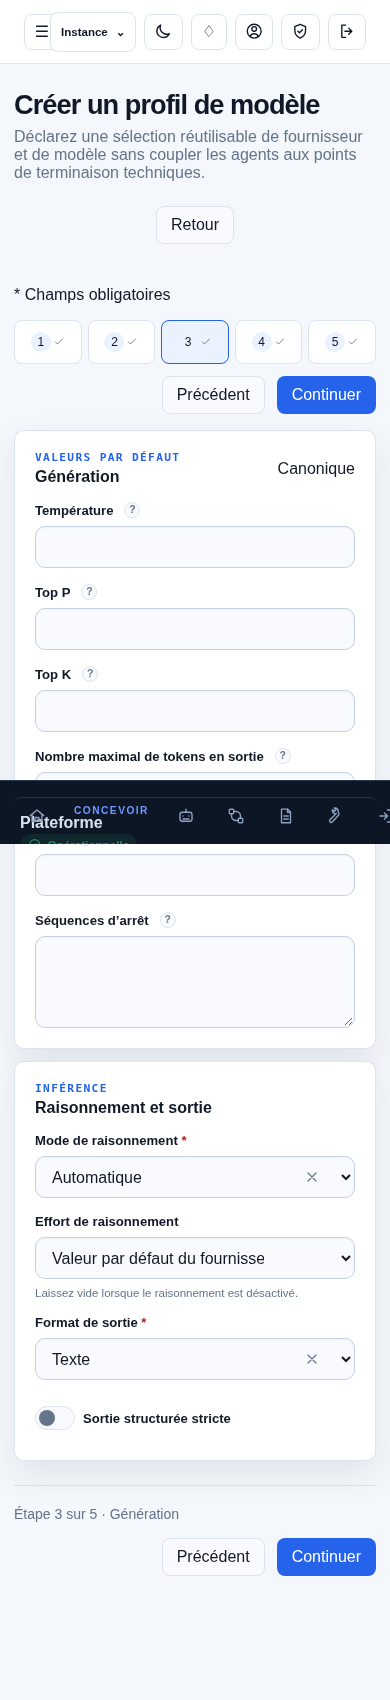 Instance
Créer un profil de modèle
Déclarez une sélection réutilisable de fournisseur
et de modèle sans coupler les agents aux points
de terminaison techniques.
Retour
* Champs obligatoires
1 2 3 4 5
Précédent Continuer
VALEURS PAR DÉFAUT
Génération
Canonique
Température ?
Top P ?
Top K ?
Nombre maximal de tokens en sortie ?
CONCEVOIR
Plateforme
Opérationnelle
Séquences d’arrêt ?
INFÉRENCE
Raisonnement et sortie
Mode de raisonnement *
Automatique
Effort de raisonnement
Valeur par défaut du fournisse
Laissez vide lorsque le raisonnement est désactivé.
Format de sortie *
Texte
Sortie structurée stricte
Étape 3 sur 5 · Génération
Précédent Continuer